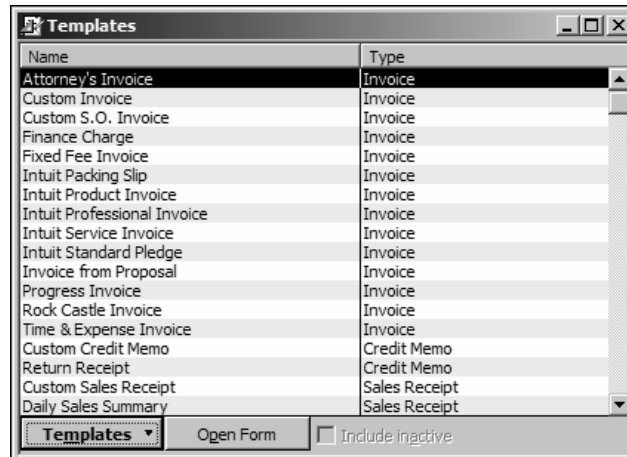 Templates
Name Type
Attorney's Invoice Invoice
Custom Invoice Invoice
Custom S.O. Invoice Invoice
Finance Charge Invoice
Fixed Fee Invoice Invoice
Intuit Packing Slip Invoice
Intuit Product Invoice Invoice
Intuit Professional Invoice Invoice
Intuit Service Invoice Invoice
Intuit Standard Pledge Invoice
Invoice from Proposal Invoice
Progress Invoice Invoice
Rock Castle Invoice Invoice
Time & Expense Invoice Invoice
Custom Credit Memo Credit Memo
Return Receipt Credit Memo
Custom Sales Receipt Sales Receipt
Daily Sales Summary Sales Receipt
Templates Open Form Include inactive